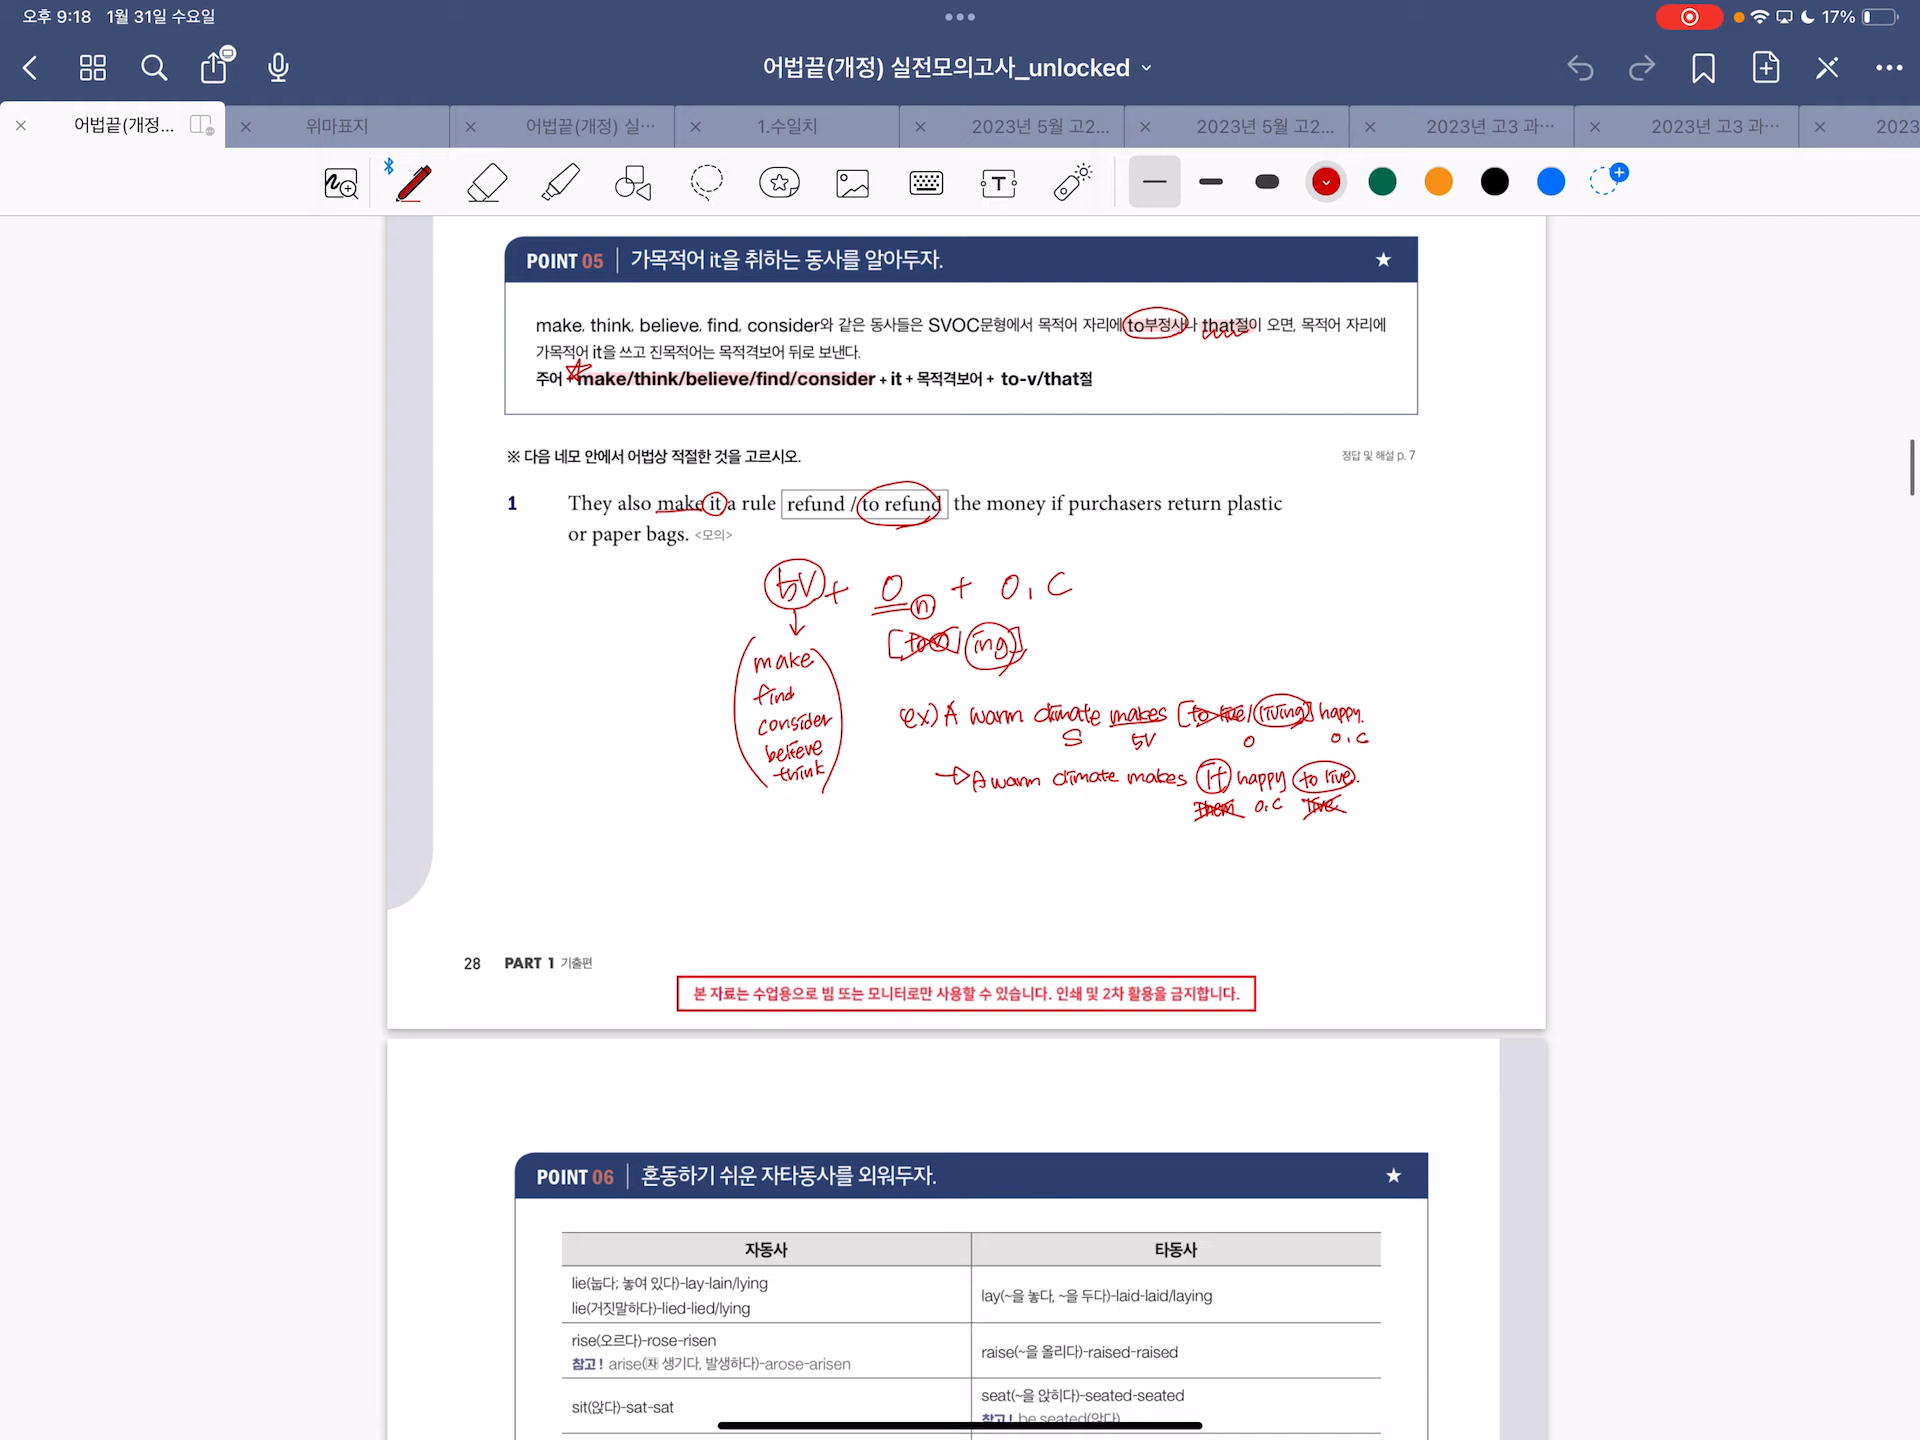 오후 9:18 1월 31일 수요일
17%
어법끝(개정) 실전모의고사_unlocked
어법끝(개정...
위마표지
어법끝(개정) 실...
1.수일치
2023년 5월 고2...
2023년 5월 고2...
2023년 고3 과...
2023년 고3 과...
2023
POINT 05 가목적어 it을 취하는 동사를 알아두자. ★
make, think, believe, find, consider와 같은 동사들은 SVOC문형에서 목적어 자리에 to부정사나 that절이 오면, 목적어 자리에
가목적어 it을 쓰고 진목적어는 목적격보어 뒤로 보낸다.
주어 + make/think/believe/find/consider + it + 목적격보어 + to-v/that절
※ 다음 네모 안에서 어법상 적절한 것을 고르시오.
정답 및 해설 p. 7
1 They also make it a rule refund / to refund the money if purchasers return plastic
or paper bags. <모의>
5V + O + O.C
n
[to v / ing]
make
find
consider
believe
think
ex) A warm climate makes [to live / living] happy.
S 5V O O.C
→ A warm climate makes it happy to live.
them O.C live
28 PART 1 기출편
본 자료는 수업용으로 빔 또는 모니터로만 사용할 수 있습니다. 인쇄 및 2차 활용을 금지합니다.
POINT 06 혼동하기 쉬운 자타동사를 외워두자. ★
자동사 타동사
lie(눕다; 놓여 있다)-lay-lain/lying
lie(거짓말하다)-lied-lied/lying
lay(~을 놓다, ~을 두다)-laid-laid/laying
rise(오르다)-rose-risen
참고! arise(자 생기다, 발생하다)-arose-arisen
raise(~을 올리다)-raised-raised
sit(앉다)-sat-sat
seat(~을 앉히다)-seated-seated
참고! be seated(앉다)